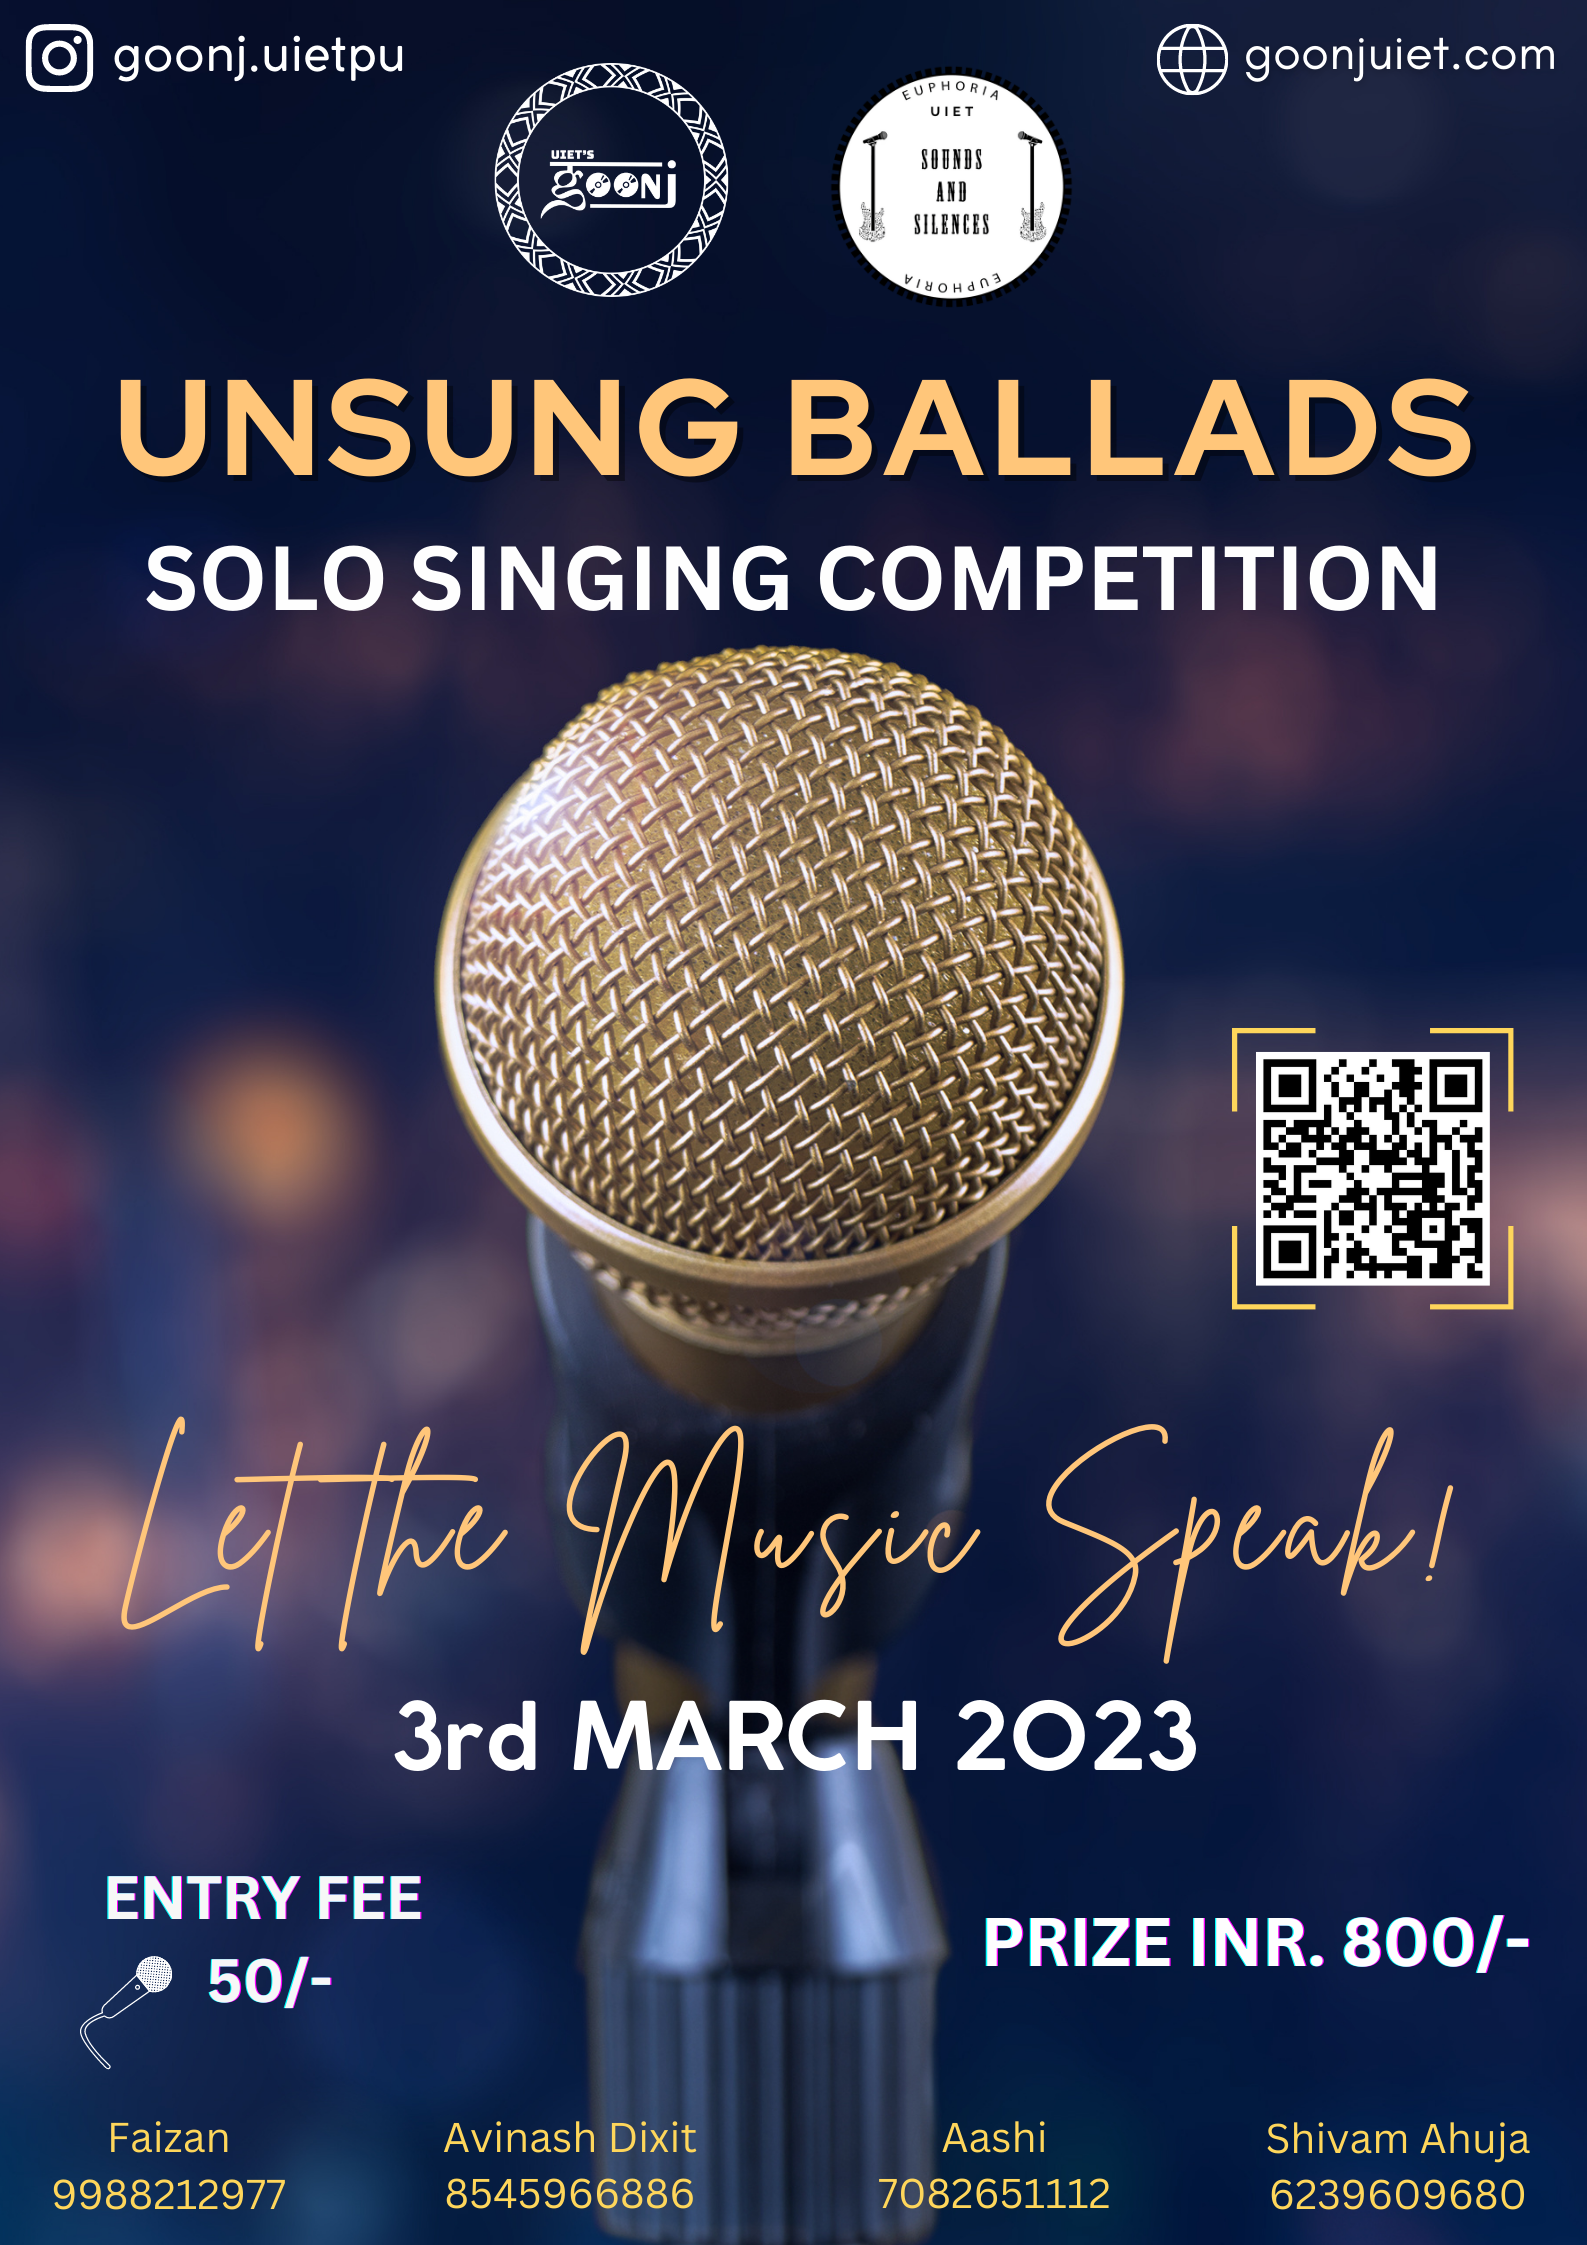 goonj.uietpu
goonjuiet.com
UIET'S
goonj
EUPHORIA
UIET
SOUNDS
AND
SILENCES
EUPHORIA
UNSUNG BALLADS
SOLO SINGING COMPETITION
Let the Music Speak!
3rd MARCH 2023
ENTRY FEE
50/-
PRIZE INR. 800/-
Faizan
9988212977
Avinash Dixit
8545966886
Aashi
7082651112
Shivam Ahuja
6239609680